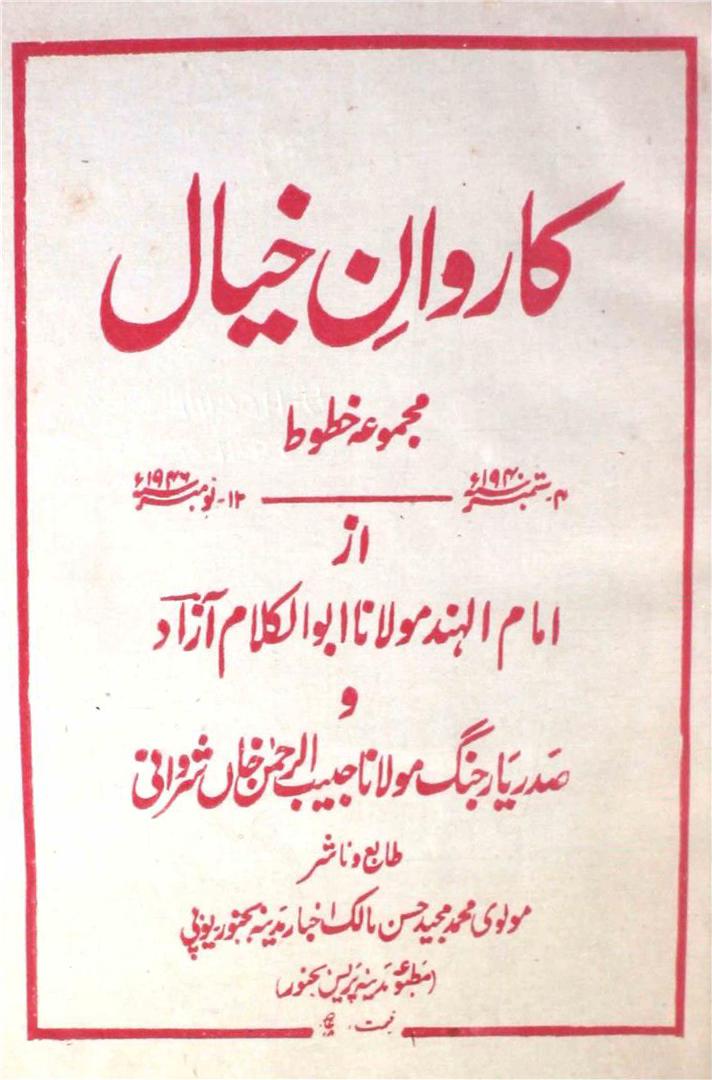 کاروانِ خیال
مجموعہ خطوط
۴۔ ستمبر ۱۹۴۰ء ــــــــ ۱۲۔ نومبر ۱۹۴۶ء
از
امام الہند مولانا ابوالکلام آزاد
و
صدر یار جنگ مولانا حبیب الرحمٰن خاں شروانی
طابع و ناشر
مولوی محمد مجید حسن مالک اخبار مدینہ بجنور یوپی
(مطبوعہ مدینہ پریس بجنور)
قیمت